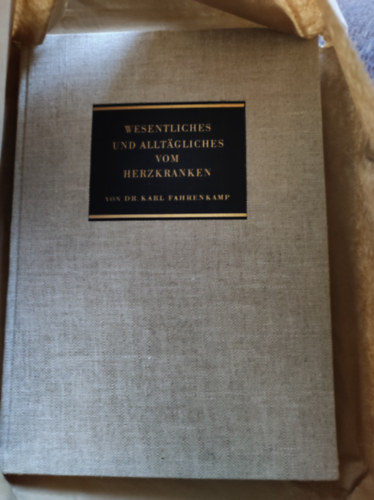 WESENTLICHES
UND ALLTÄGLICHES
VOM
HERZKRANKEN
VON DR. KARL FAHRENKAMP